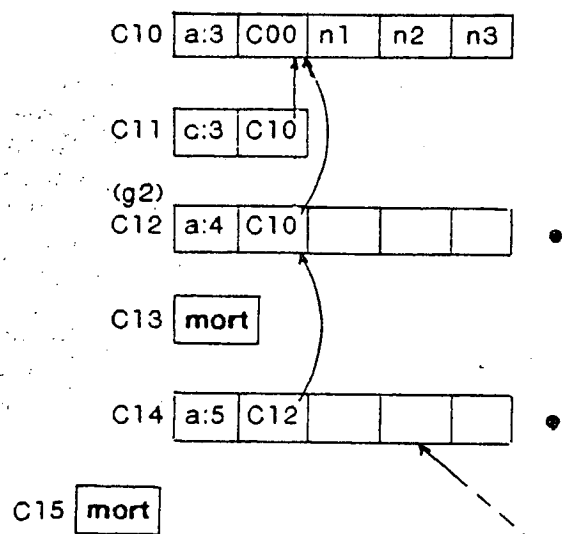 C10 a:3 C00 n1 n2 n3
C11 c:3 C10
(g2)
C12 a:4 C10
C13 mort
C14 a:5 C12
C15 mort